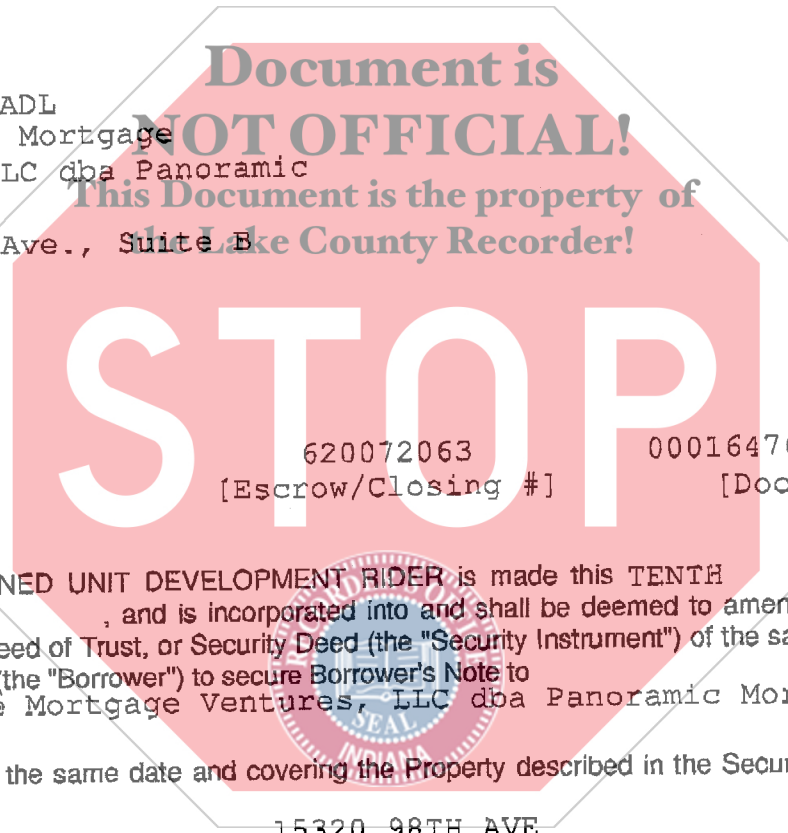 Document is
ADL
Mortgage
NOT OFFICIAL!
LC dba Panoramic
This Document is the property of
Ave., Suite B
the Lake County Recorder!
STOP
620072063 00016476
[Escrow/Closing #] [Doc
NED UNIT DEVELOPMENT RIDER is made this TENTH
, and is incorporated into and shall be deemed to amen
eed of Trust, or Security Deed (the "Security Instrument") of the sa
(the "Borrower") to secure Borrower's Note to
e Mortgage Ventures, LLC dba Panoramic Mor
the same date and covering the Property described in the Secur
15320 98TH AVE
SEAL
INDIANA